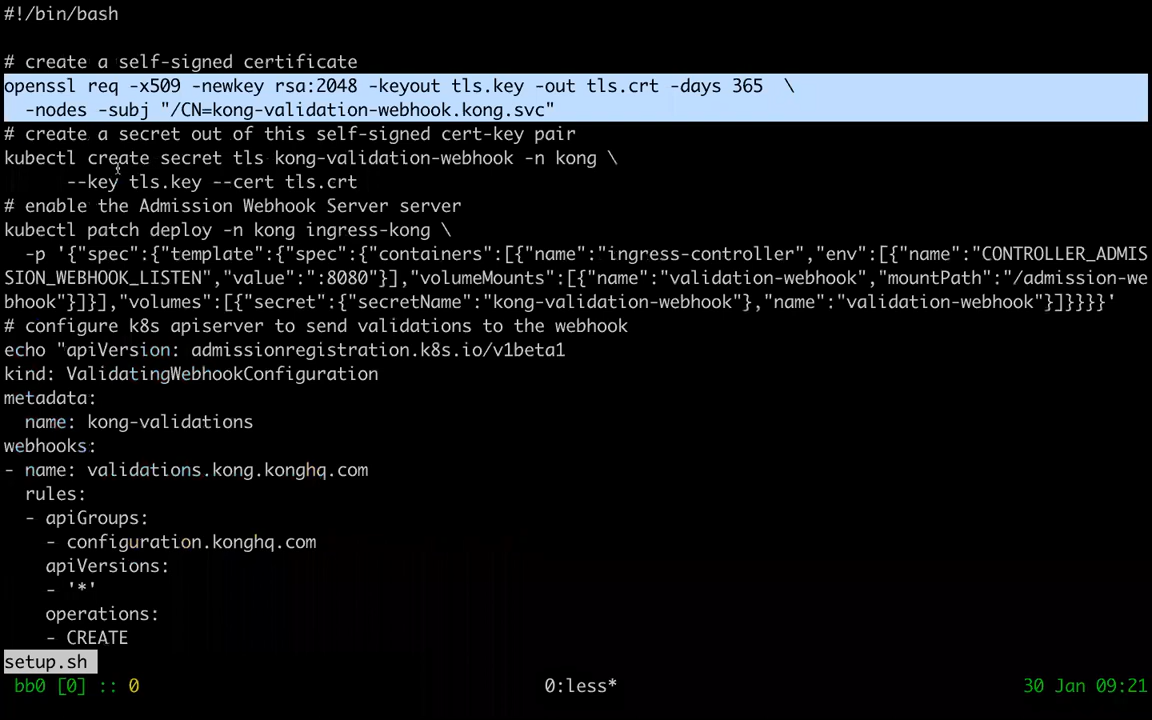 #!/bin/bash
# create a self-signed certificate
openssl req -x509 -newkey rsa:2048 -keyout tls.key -out tls.crt -days 365  \
  -nodes -subj "/CN=kong-validation-webhook.kong.svc"
# create a secret out of this self-signed cert-key pair
kubectl create secret tls kong-validation-webhook -n kong \
      --key tls.key --cert tls.crt
# enable the Admission Webhook Server server
kubectl patch deploy -n kong ingress-kong \
  -p '{"spec":{"template":{"spec":{"containers":[{"name":"ingress-controller","env":[{"name":"CONTROLLER_ADMIS
SION_WEBHOOK_LISTEN","value":":8080"}],"volumeMounts":[{"name":"validation-webhook","mountPath":"/admission-we
bhook"}]}],"volumes":[{"secret":{"secretName":"kong-validation-webhook"},"name":"validation-webhook"}]}}}}'
# configure k8s apiserver to send validations to the webhook
echo "apiVersion: admissionregistration.k8s.io/v1beta1
kind: ValidatingWebhookConfiguration
metadata:
  name: kong-validations
webhooks:
- name: validations.kong.konghq.com
  rules:
  - apiGroups:
    - configuration.konghq.com
    apiVersions:
    - '*'
    operations:
    - CREATE
setup.sh
bb0 [0] :: 0 0:less* 30 Jan 09:21